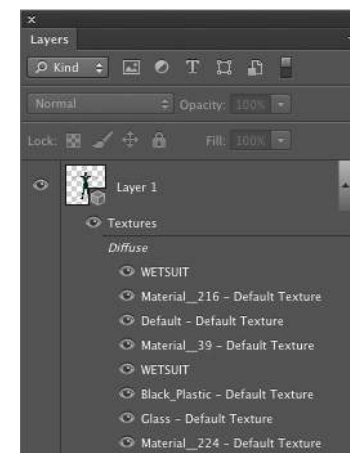 ×
Layers
Kind
Normal Opacity: 100%
Lock: Fill: 100%
Layer 1
Textures
Diffuse
WETSUIT
Material__216 - Default Texture
Default - Default Texture
Material__39 - Default Texture
WETSUIT
Black_Plastic - Default Texture
Glass - Default Texture
Material__224 - Default Texture